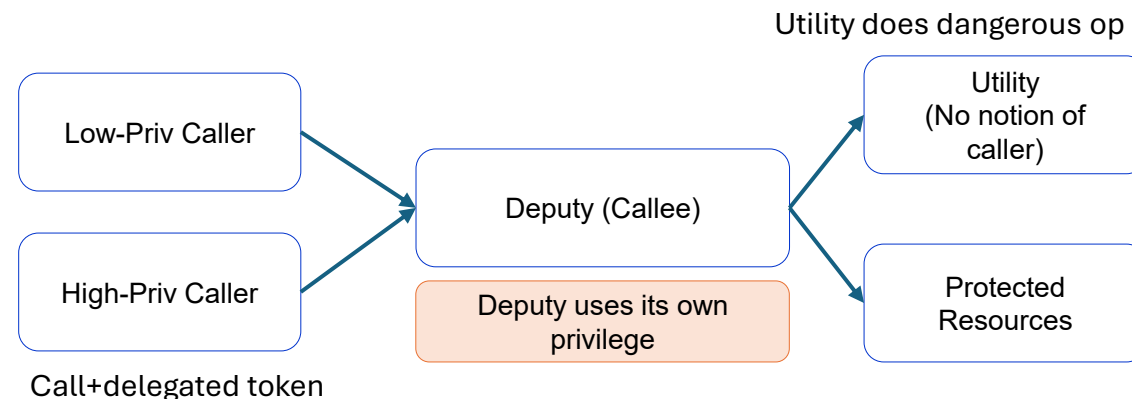 Utility does dangerous op
Low-Priv Caller
High-Priv Caller
Call+delegated token
Deputy (Callee)
Deputy uses its own
privilege
Utility
(No notion of
caller)
Protected
Resources